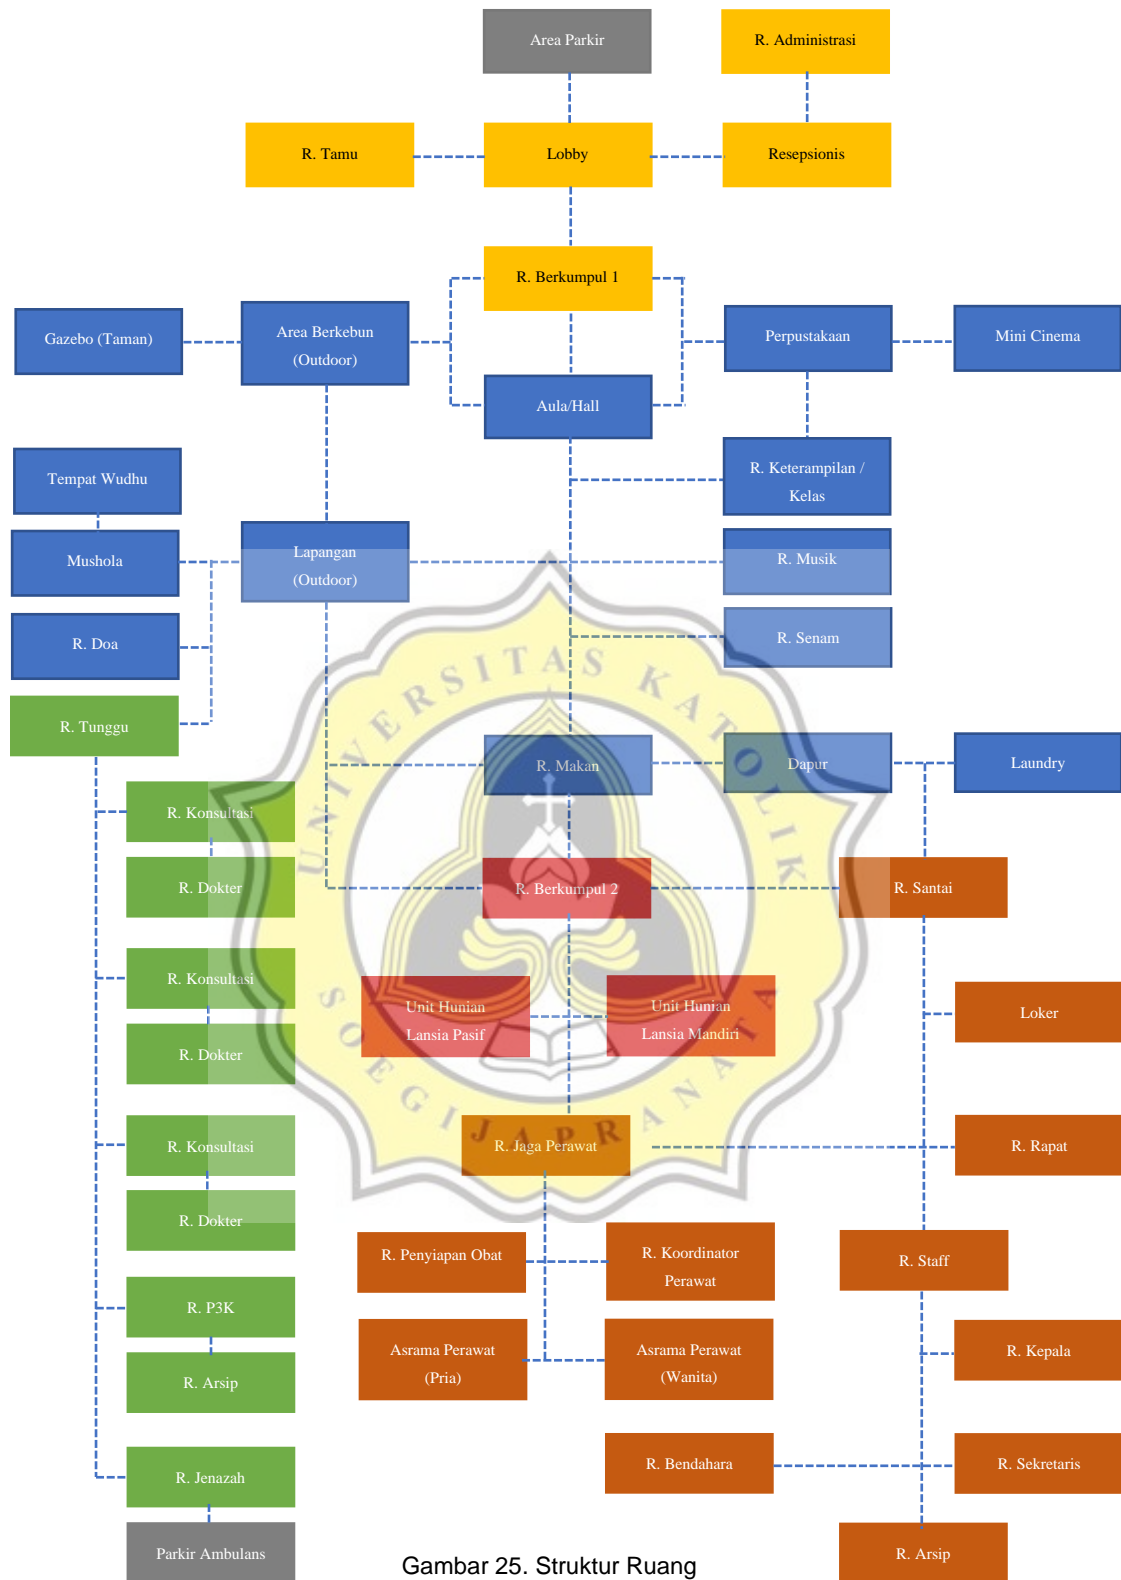 Area Parkir
R. Administrasi
R. Tamu
Lobby
Resepsionis
R. Berkumpul 1
Gazebo (Taman)
Area Berkebun
(Outdoor)
Perpustakaan
Mini Cinema
Aula/Hall
Tempat Wudhu
R. Keterampilan /
Kelas
Mushola
Lapangan
(Outdoor)
R. Musik
R. Doa
R. Senam
R. Tunggu
R. Makan
Dapur
Laundry
R. Konsultasi
R. Dokter
R. Berkumpul 2
R. Santai
R. Konsultasi
Unit Hunian
Lansia Pasif
Unit Hunian
Lansia Mandiri
Loker
R. Dokter
R. Konsultasi
R. Jaga Perawat
R. Rapat
R. Dokter
R. Penyiapan Obat
R. Koordinator
Perawat
R. Staff
R. P3K
Asrama Perawat
(Pria)
Asrama Perawat
(Wanita)
R. Kepala
R. Arsip
R. Jenazah
R. Bendahara
R. Sekretaris
Parkir Ambulans
R. Arsip
UNIVERSITAS KATOLIK
SOEGIJAPRANATA
Gambar 25. Struktur Ruang